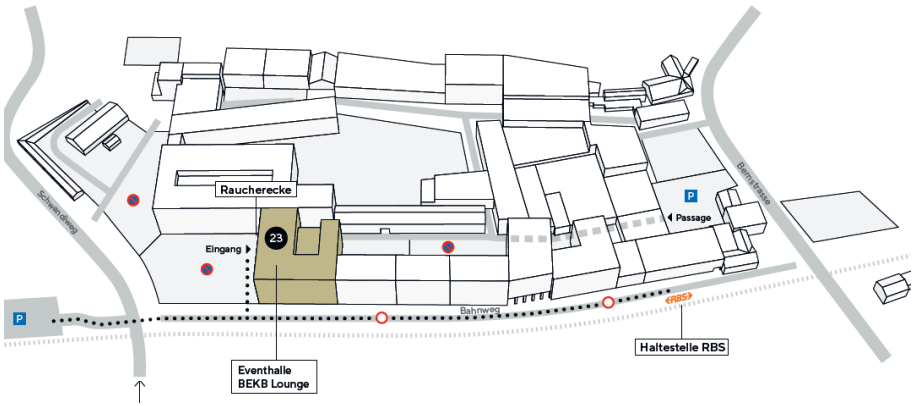 Raucherecke
Schwendiweg
Bernstrasse
P
Passage
23
Eingang
P
Bahnweg
RBS
Haltestelle RBS
Eventhalle
BEKB Lounge